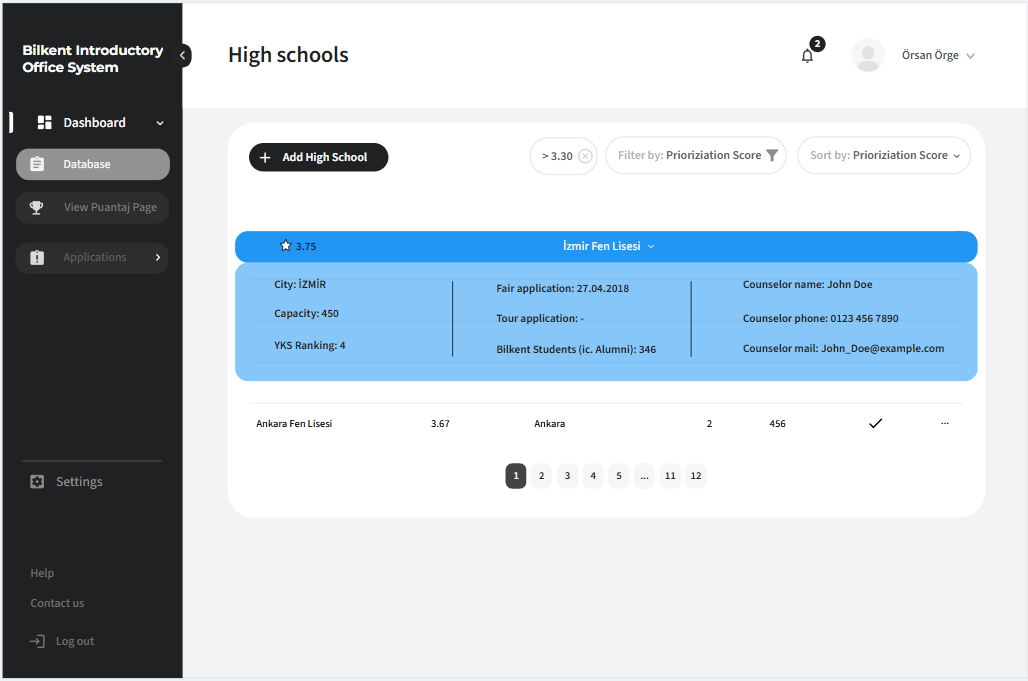 Bilkent Introductory
Office System
High schools
2
Örsan Örge
Dashboard
Database
View Puantaj Page
Applications
Settings
Help
Contact us
Log out
Add High School
> 3.30
Filter by: Prioriziation Score
Sort by: Prioriziation Score
3.75
İzmir Fen Lisesi
City: İZMİR
Capacity: 450
YKS Ranking: 4
Fair application: 27.04.2018
Tour application: -
Bilkent Students (ic. Alumni): 346
Counselor name: John Doe
Counselor phone: 0123 456 7890
Counselor mail: John_Doe@example.com
Ankara Fen Lisesi 3.67 Ankara 2 456 ...
1 2 3 4 5 ... 11 12